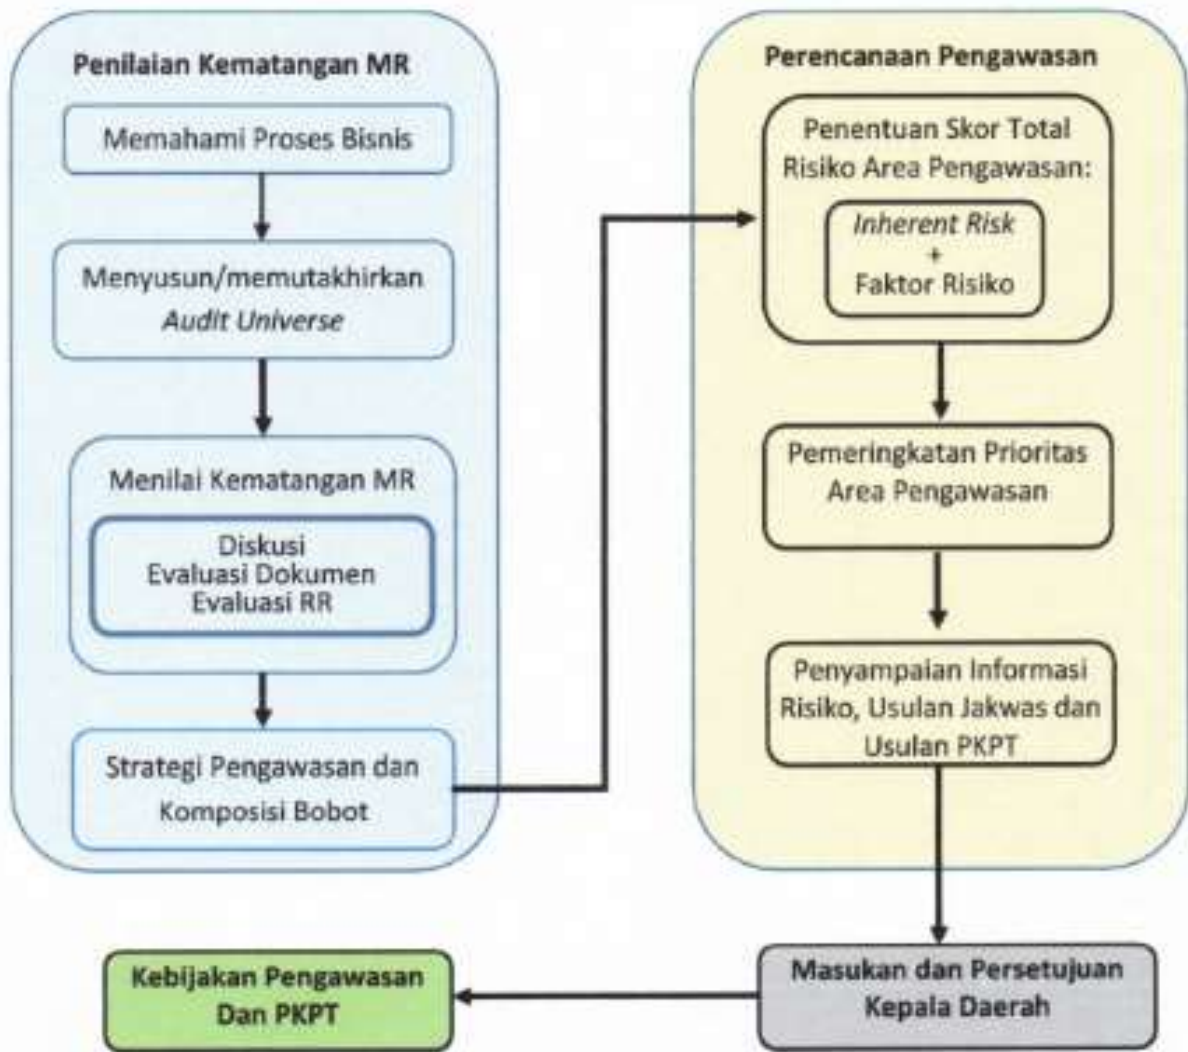 Penilaian Kematangan MR
Memahami Proses Bisnis
Menyusun/memutakhirkan
Audit Universe
Menilai Kematangan MR
Diskusi
Evaluasi Dokumen
Evaluasi RR
Strategi Pengawasan dan
Komposisi Bobot
Perencanaan Pengawasan
Penentuan Skor Total
Risiko Area Pengawasan:
Inherent Risk
+
Faktor Risiko
Pemeringkatan Prioritas
Area Pengawasan
Penyampaian Informasi
Risiko, Usulan Jakwas dan
Usulan PKPT
Masukan dan Persetujuan
Kepala Daerah
Kebijakan Pengawasan
Dan PKPT